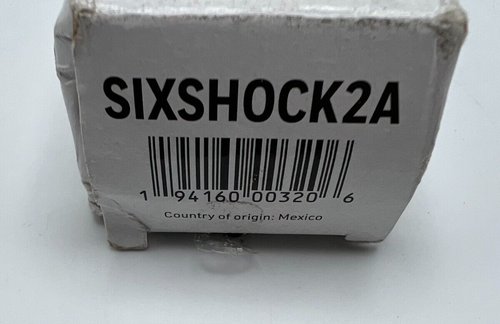 SIXSHOCK2A
1 94160 00320 6
Country of origin: Mexico